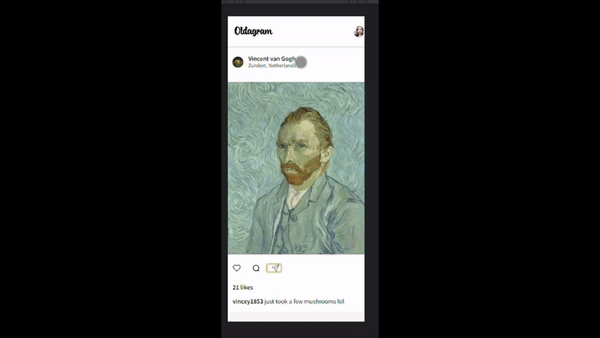 Oldagram
Vincent van Gogh
Zundert, Netherlands
21 likes
vincey1853 just took a few mushrooms lol